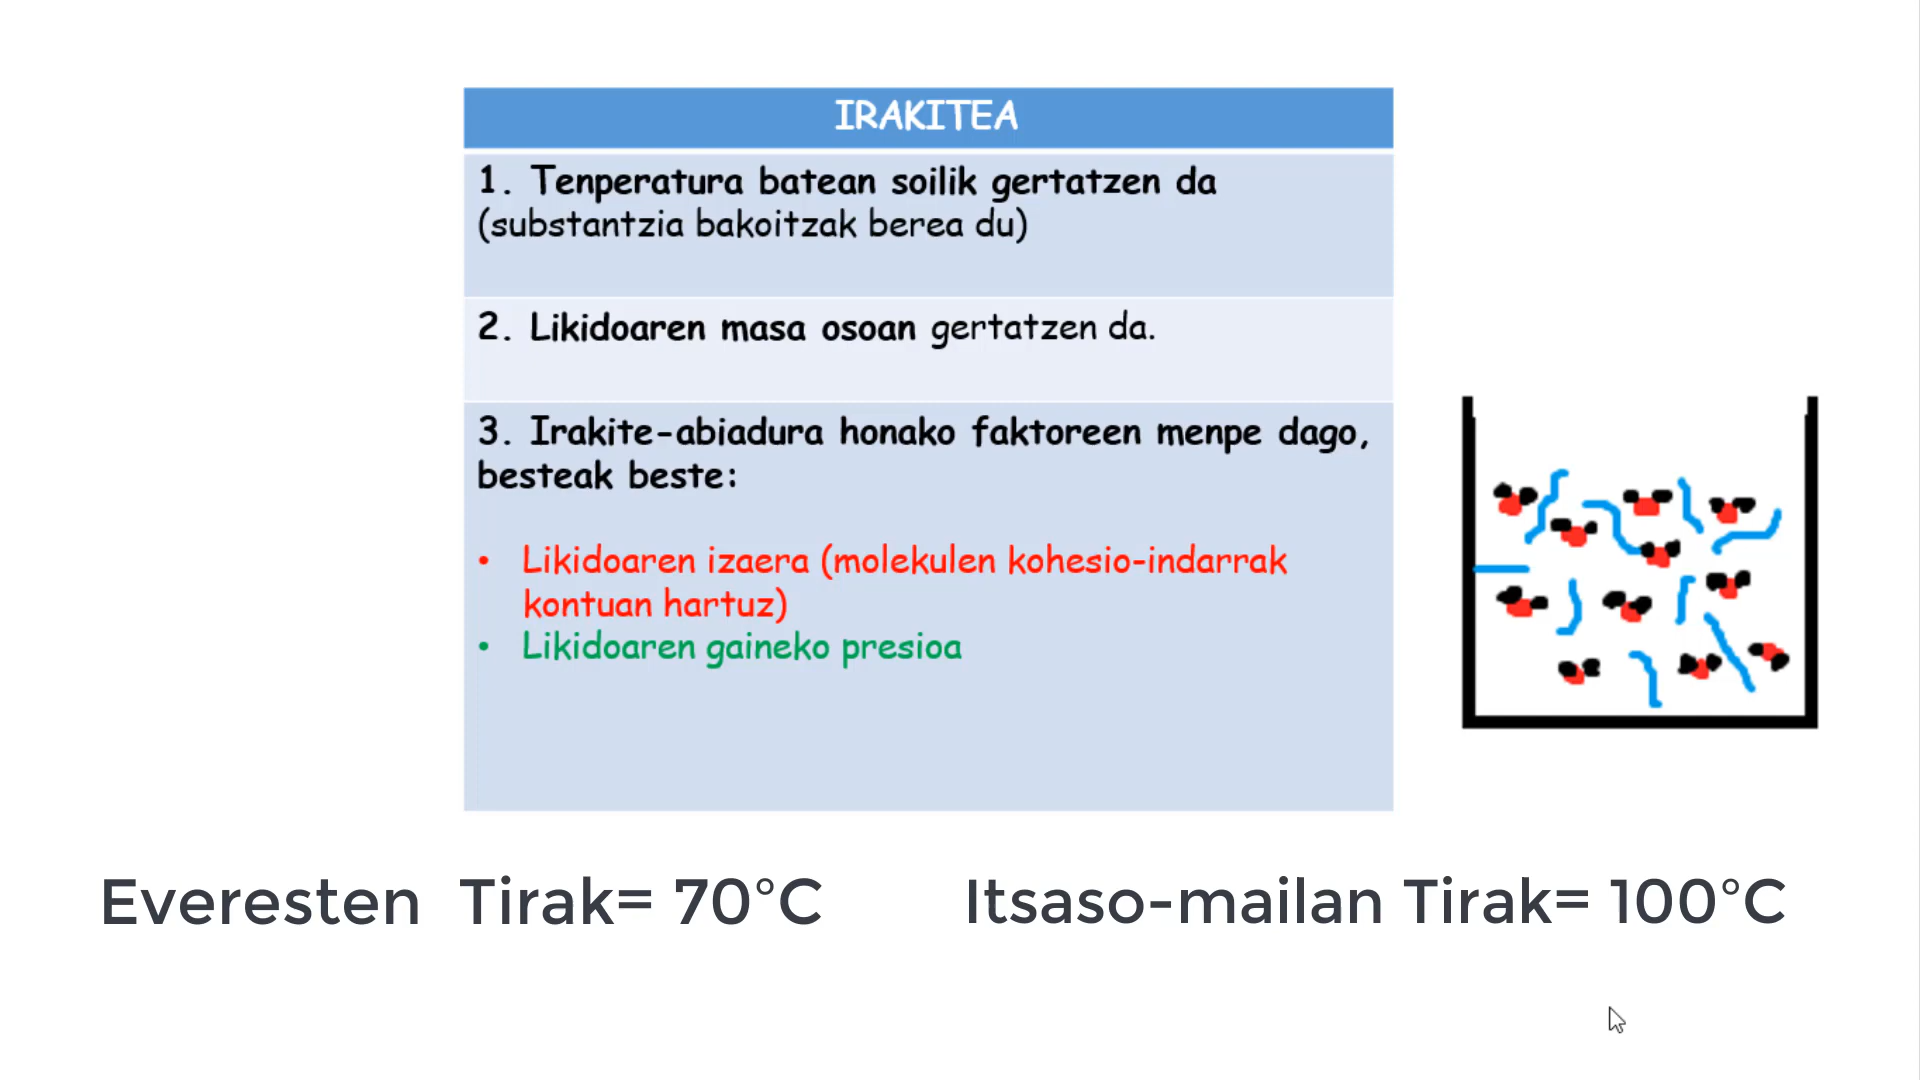 IRAKITEA
1. Tenperatura batean soilik gertatzen da
(substantzia bakoitzak berea du)
2. Likidoaren masa osoan gertatzen da.
3. Irakite-abiadura honako faktoreen menpe dago,
besteak beste:
• Likidoaren izaera (molekulen kohesio-indarrak
kontuan hartuz)
• Likidoaren gaineko presioa
Everesten Tirak= 70°C
Itsaso-mailan Tirak= 100°C